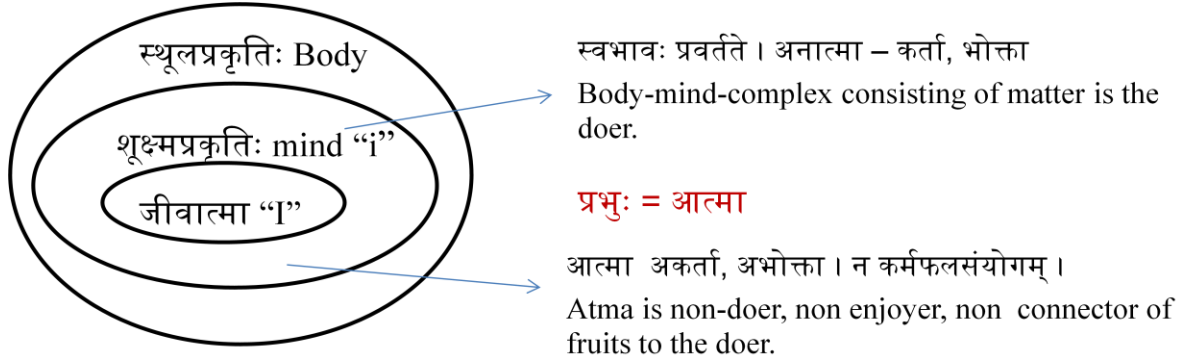 स्थूलप्रकृतिः Body
शूक्ष्मप्रकृतिः mind “i”
जीवात्मा “I”
स्वभावः प्रवर्तते । अनात्मा – कर्ता, भोक्ता
Body-mind-complex consisting of matter is the
doer.
प्रभुः = आत्मा
आत्मा अकर्ता, अभोक्ता । न कर्मफलसंयोगम् ।
Atma is non-doer, non enjoyer, non connector of
fruits to the doer.